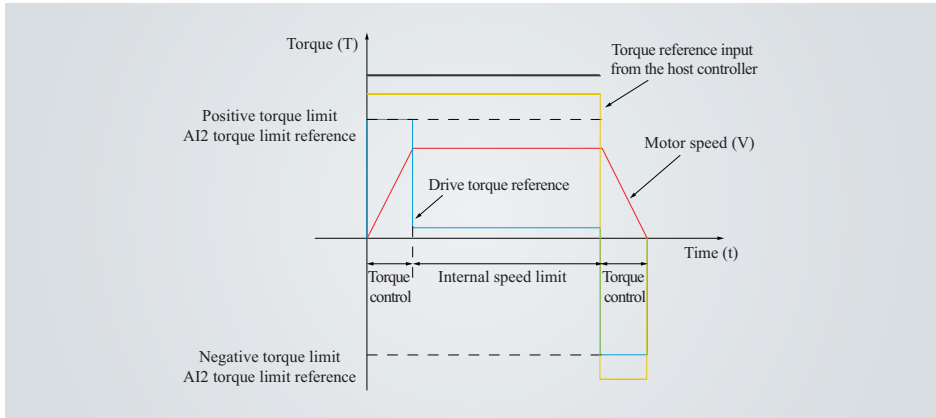 Torque (T)
Torque reference input
from the host controller
Positive torque limit
AI2 torque limit reference
Motor speed (V)
Drive torque reference
Time (t)
Torque
control
Internal speed limit
Torque
control
Negative torque limit
AI2 torque limit reference